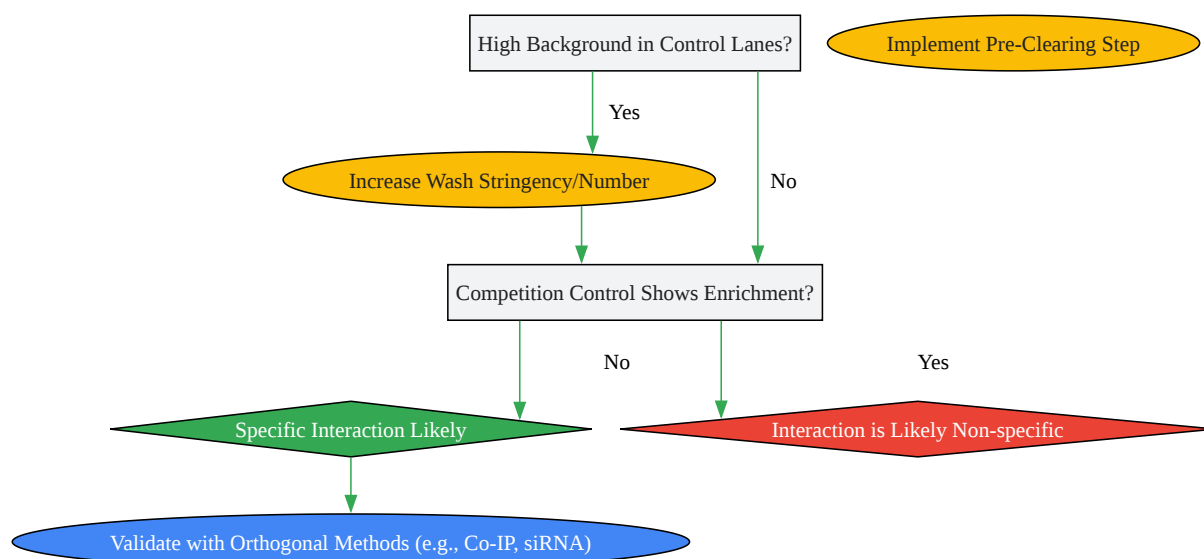 High Background in Control Lanes?
Implement Pre-Clearing Step
Yes
Increase Wash Stringency/Number
No
Competition Control Shows Enrichment?
No
Yes
Specific Interaction Likely
Interaction is Likely Non-specific
Validate with Orthogonal Methods (e.g., Co-IP, siRNA)